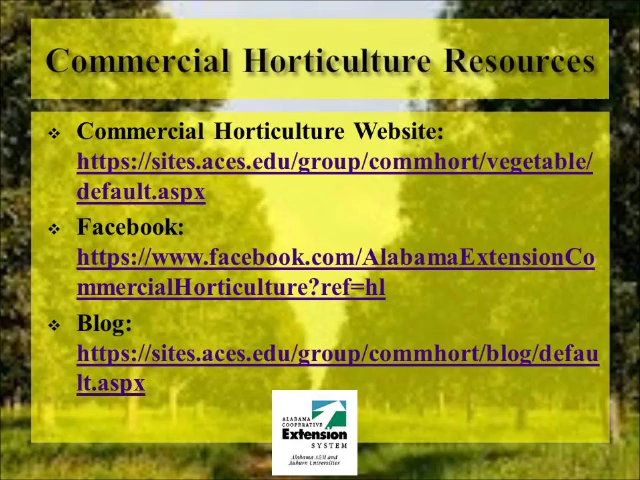 Commercial Horticulture Resources
❖ Commercial Horticulture Website:
https://sites.aces.edu/group/commhort/vegetable/
default.aspx
❖ Facebook:
https://www.facebook.com/AlabamaExtensionCo
mmercialHorticulture?ref=hl
❖ Blog:
https://sites.aces.edu/group/commhort/blog/defau
lt.aspx
ALABAMA
COOPERATIVE
Extension
SYSTEM
Alabama A&M and
Auburn Universities